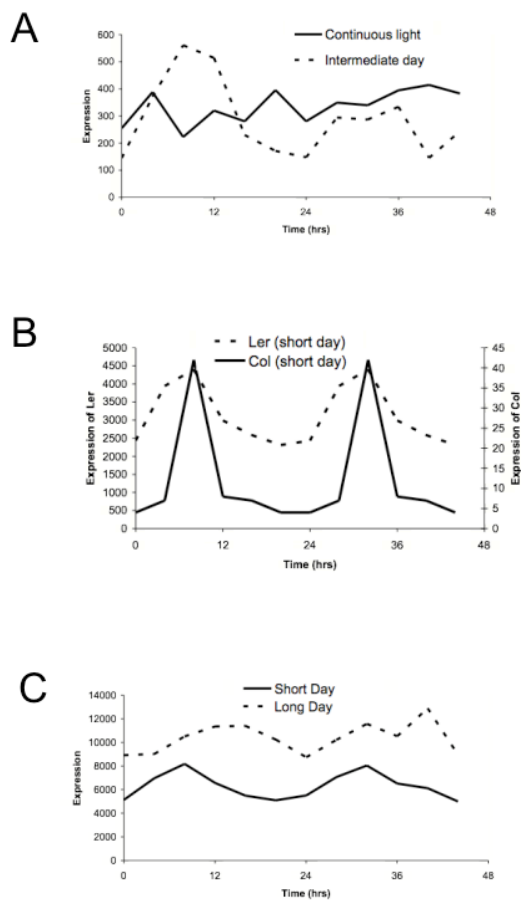 A
Continuous light
Intermediate day
600
500
400
300
200
100
0
Expression
0 12 24 36 48
Time (hrs)
B
Ler (short day)
Col (short day)
5000
4500
4000
3500
3000
2500
2000
1500
1000
500
0
Expression of Ler
45
40
35
30
25
20
15
10
5
0
Expression of Col
0 12 24 36 48
Time (hrs)
C
Short Day
Long Day
14000
12000
10000
8000
6000
4000
2000
0
Expression
0 12 24 36 48
Time (hrs)